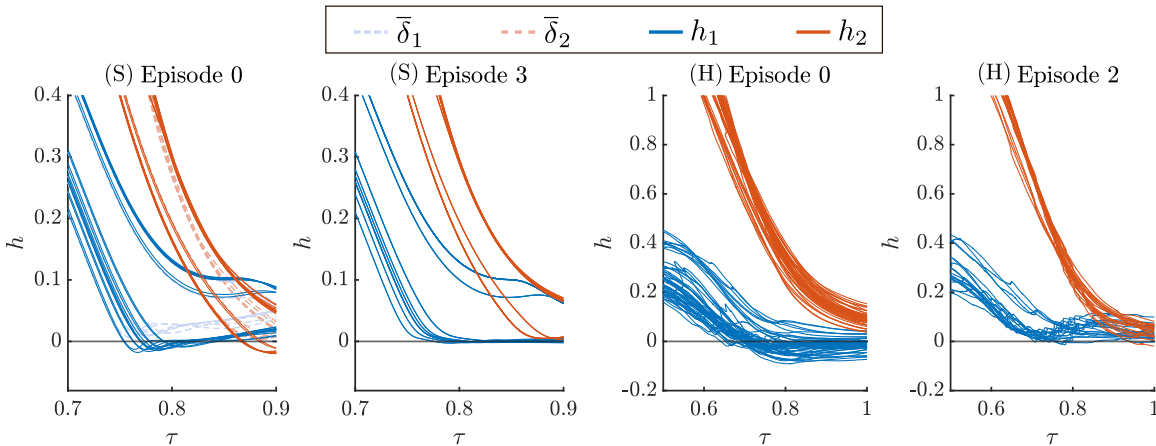 δ̄₁ δ̄₂ h₁ h₂
(S) Episode 0
0.4
0.3
0.2
0.1
0
0.7 0.8 0.9
h
τ
(S) Episode 3
0.4
0.3
0.2
0.1
0
0.7 0.8 0.9
h
τ
(H) Episode 0
1
0.8
0.6
0.4
0.2
0
-0.2
0.6 0.8 1
h
τ
(H) Episode 2
1
0.8
0.6
0.4
0.2
0
-0.2
0.6 0.8 1
h
τ